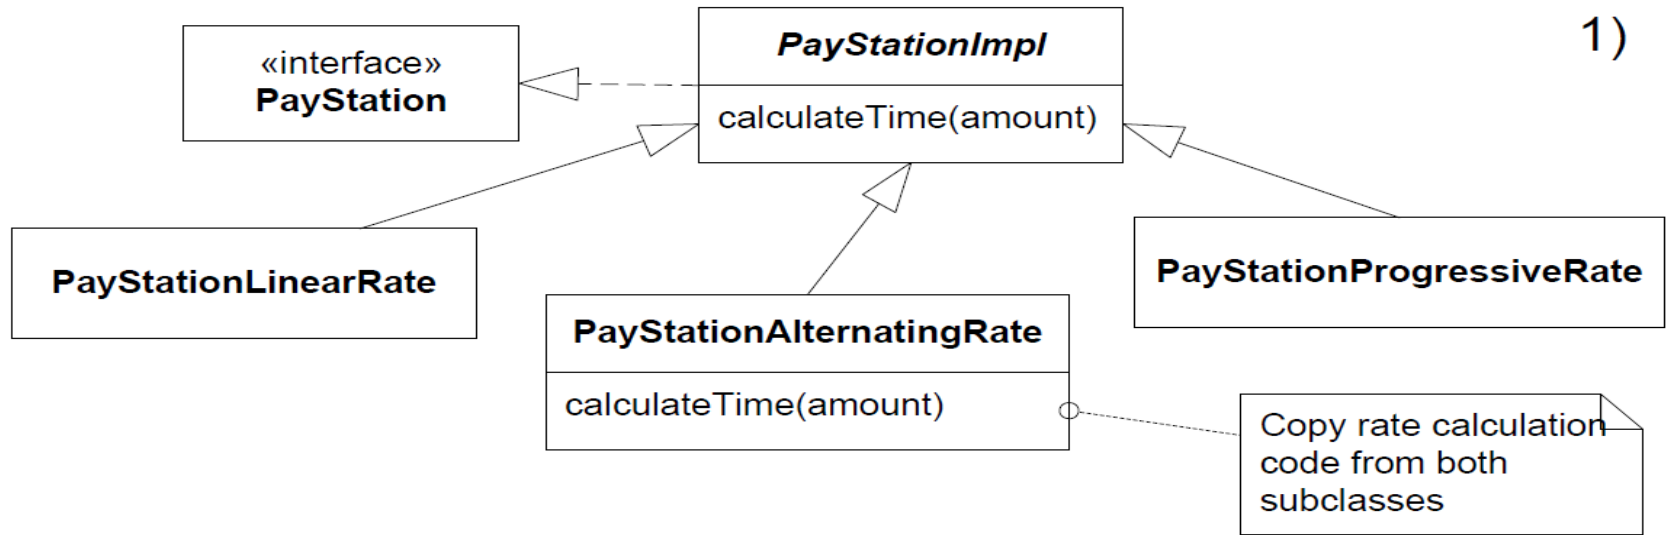 1)
«interface»
PayStation
PayStationImpl
calculateTime(amount)
PayStationLinearRate
PayStationAlternatingRate
calculateTime(amount)
PayStationProgressiveRate
Copy rate calculation
code from both
subclasses